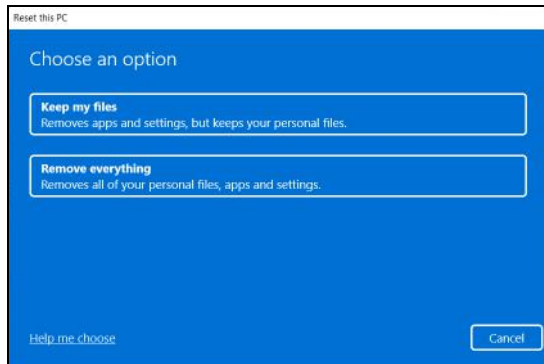 Reset this PC
Choose an option
Keep my files
Removes apps and settings, but keeps your personal files.
Remove everything
Removes all of your personal files, apps and settings.
Help me choose
Cancel